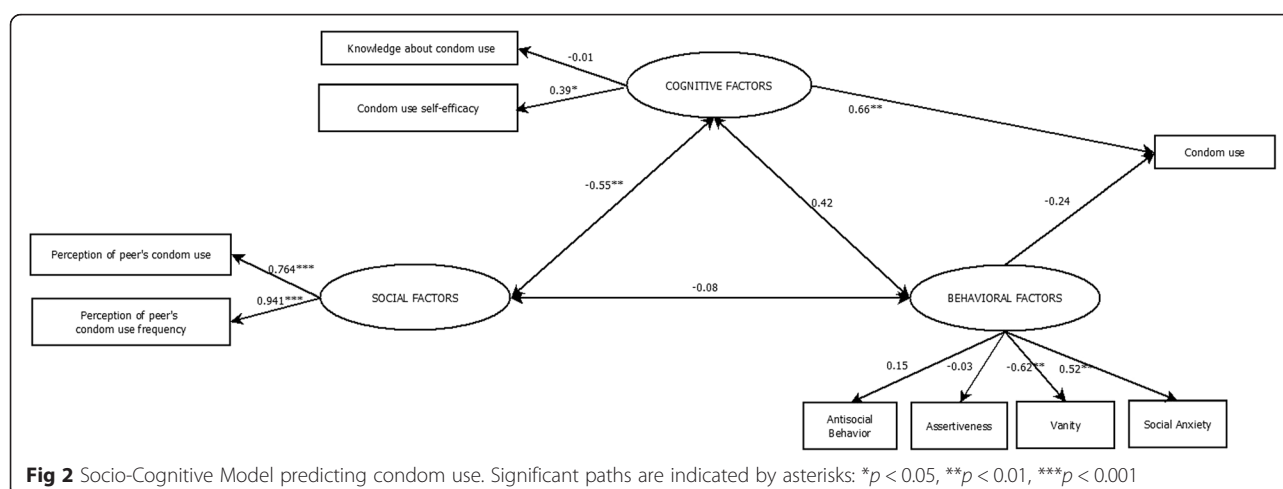 Knowledge about condom use
-0.01
COGNITIVE FACTORS
Condom use self-efficacy
0.39*
0.66**
Condom use
-0.55**
0.42
-0.24
Perception of peer's condom use
0.764***
SOCIAL FACTORS
-0.08
BEHAVIORAL FACTORS
Perception of peer's
condom use frequency
0.941***
0.15
-0.03
-0.62**
0.52**
Antisocial
Behavior
Assertiveness
Vanity
Social Anxiety
Fig 2 Socio-Cognitive Model predicting condom use. Significant paths are indicated by asterisks: *p < 0.05, **p < 0.01, ***p < 0.001